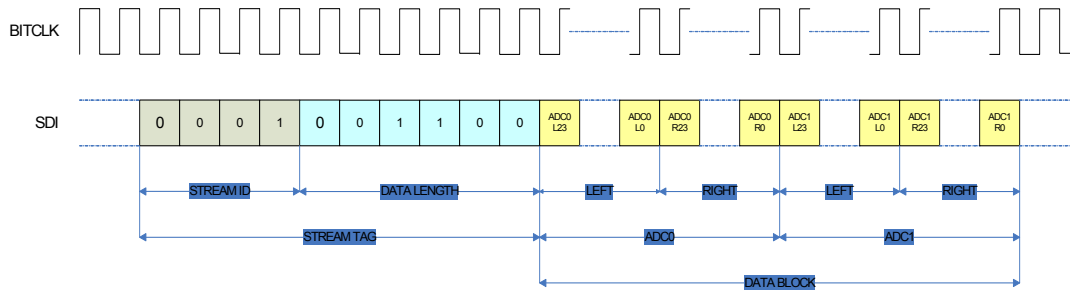 BITCLK
SDI
0 0 0 1 0 0 1 1 0 0
ADC0 L23
ADC0 L0
ADC0 R23
ADC0 R0
ADC1 L23
ADC1 L0
ADC1 R23
ADC1 R0
STREAM ID DATA LENGTH LEFT RIGHT LEFT RIGHT
STREAM TAG ADC0 ADC1
DATA BLOCK